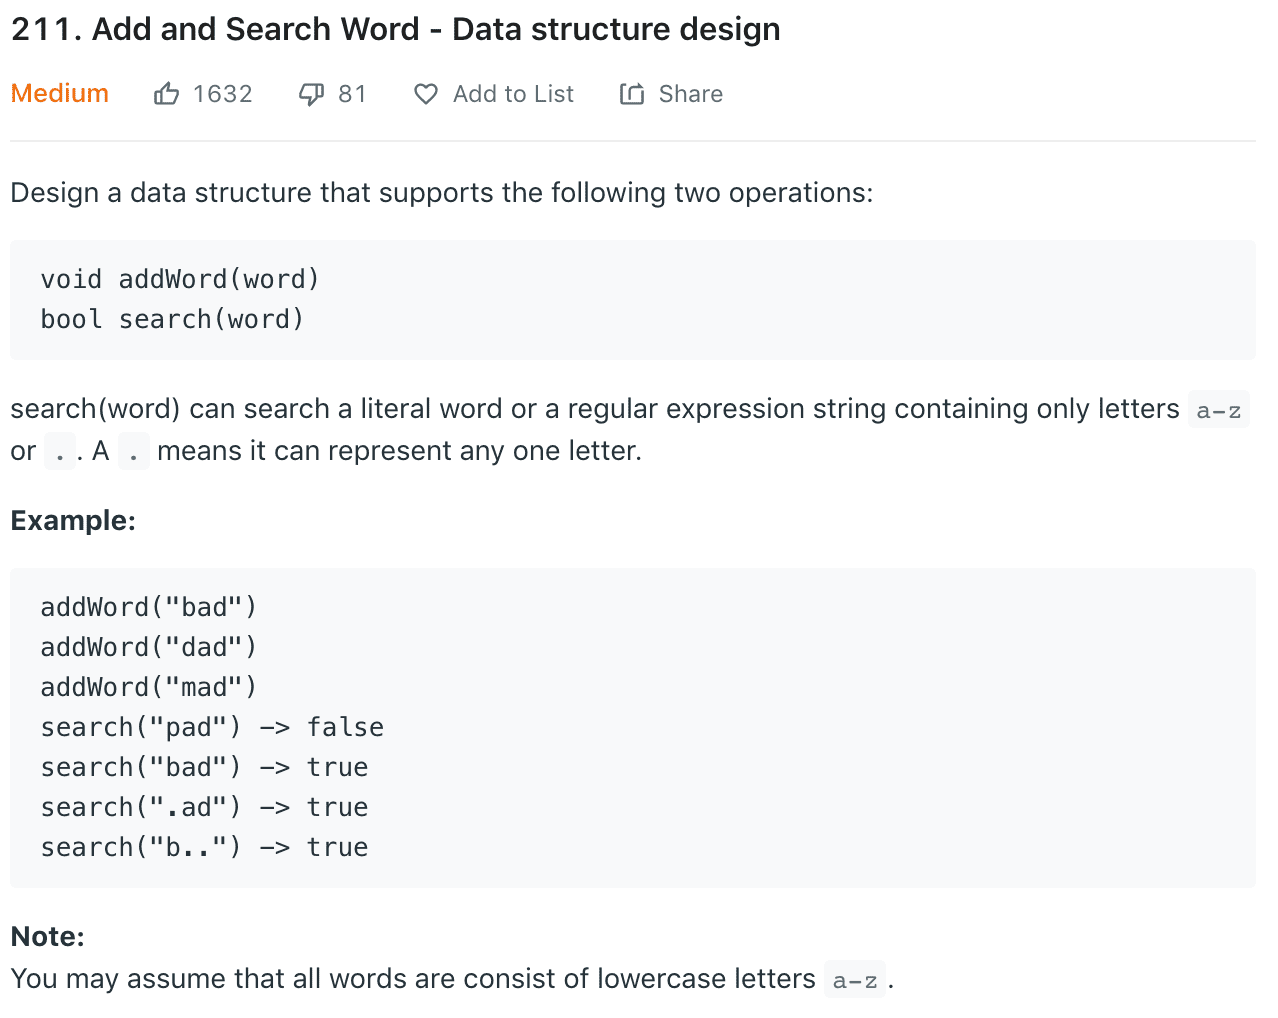 211. Add and Search Word - Data structure design
Medium 1632 81 Add to List Share
Design a data structure that supports the following two operations:
void addWord(word)
bool search(word)
search(word) can search a literal word or a regular expression string containing only letters a-z
or . . A . means it can represent any one letter.
Example:
addWord("bad")
addWord("dad")
addWord("mad")
search("pad") -> false
search("bad") -> true
search(".ad") -> true
search("b..") -> true
Note:
You may assume that all words are consist of lowercase letters a-z .